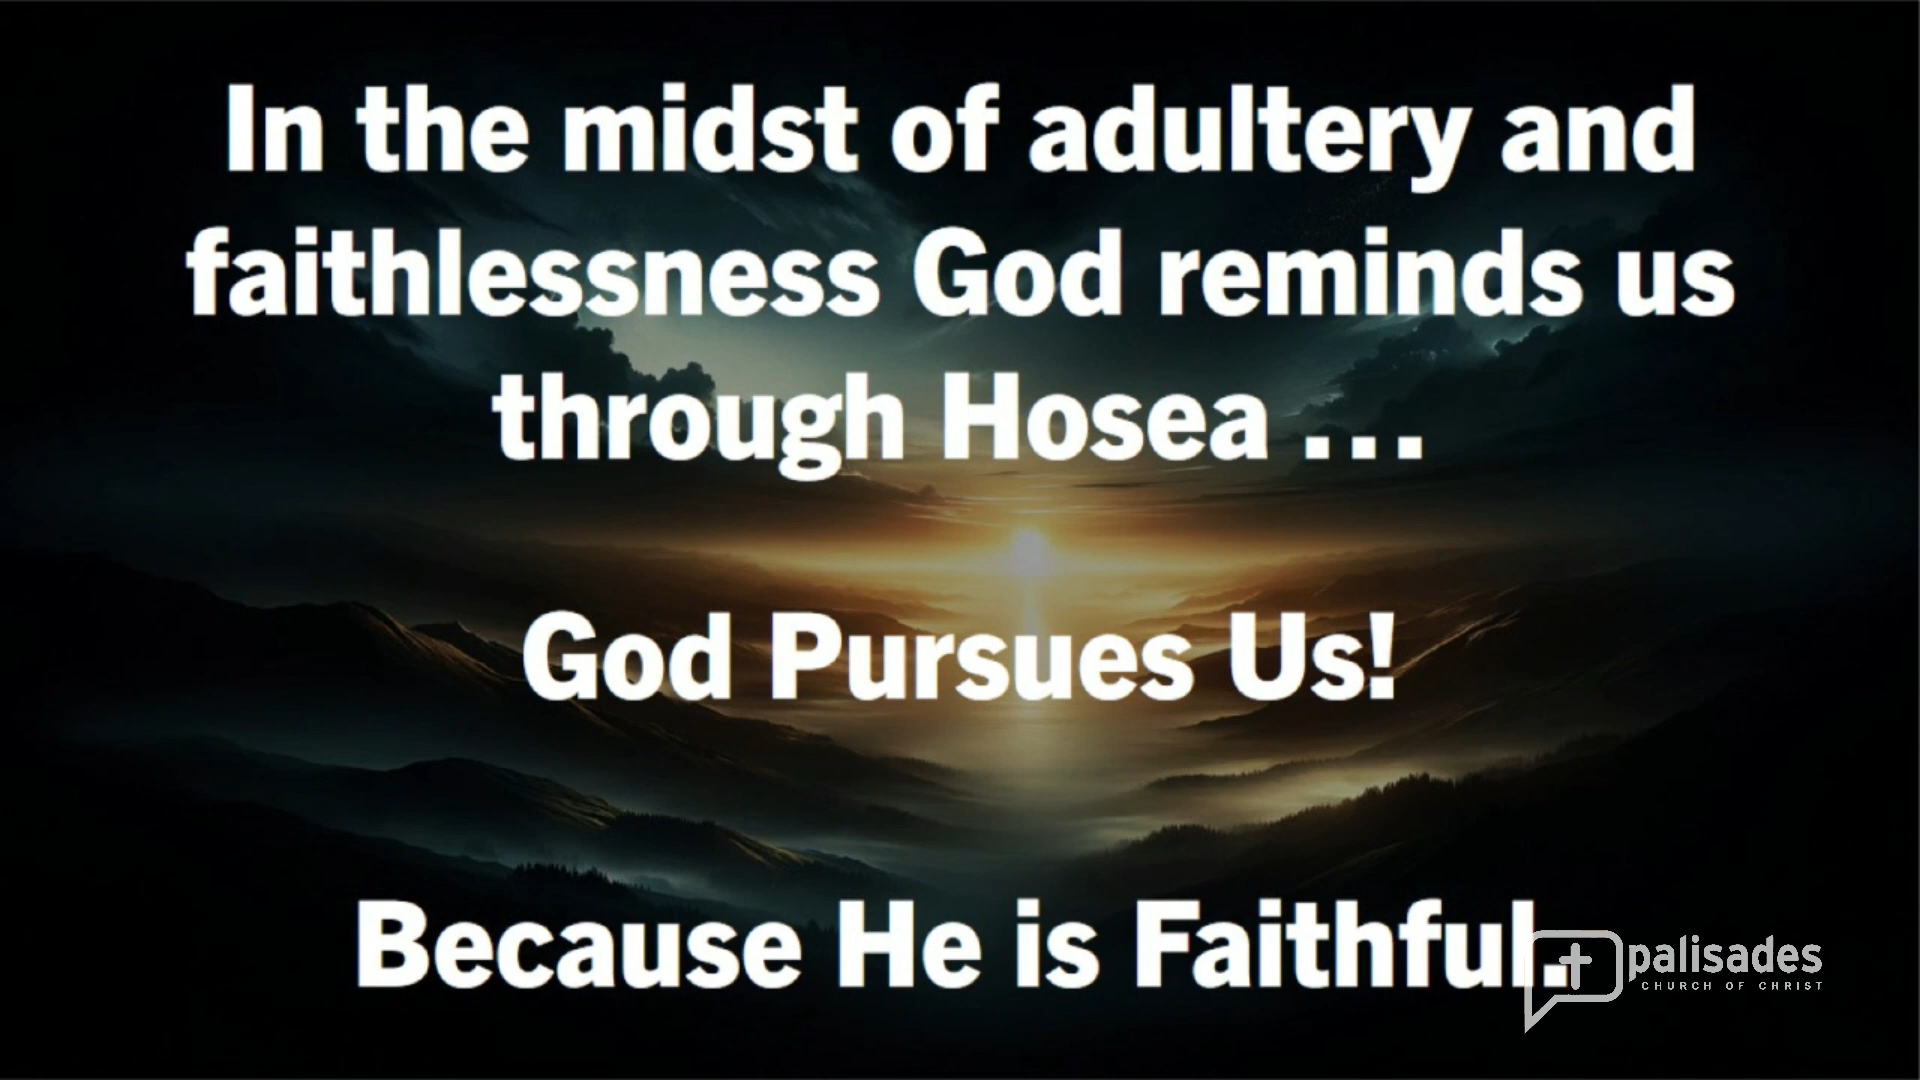 In the midst of adultery and
faithlessness God reminds us
through Hosea ...
God Pursues Us!
Because He is Faithful.
palisades
CHURCH OF CHRIST